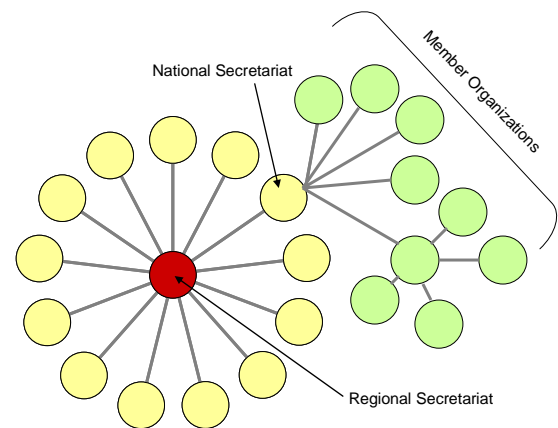 National Secretariat
Member Organizations
Regional Secretariat